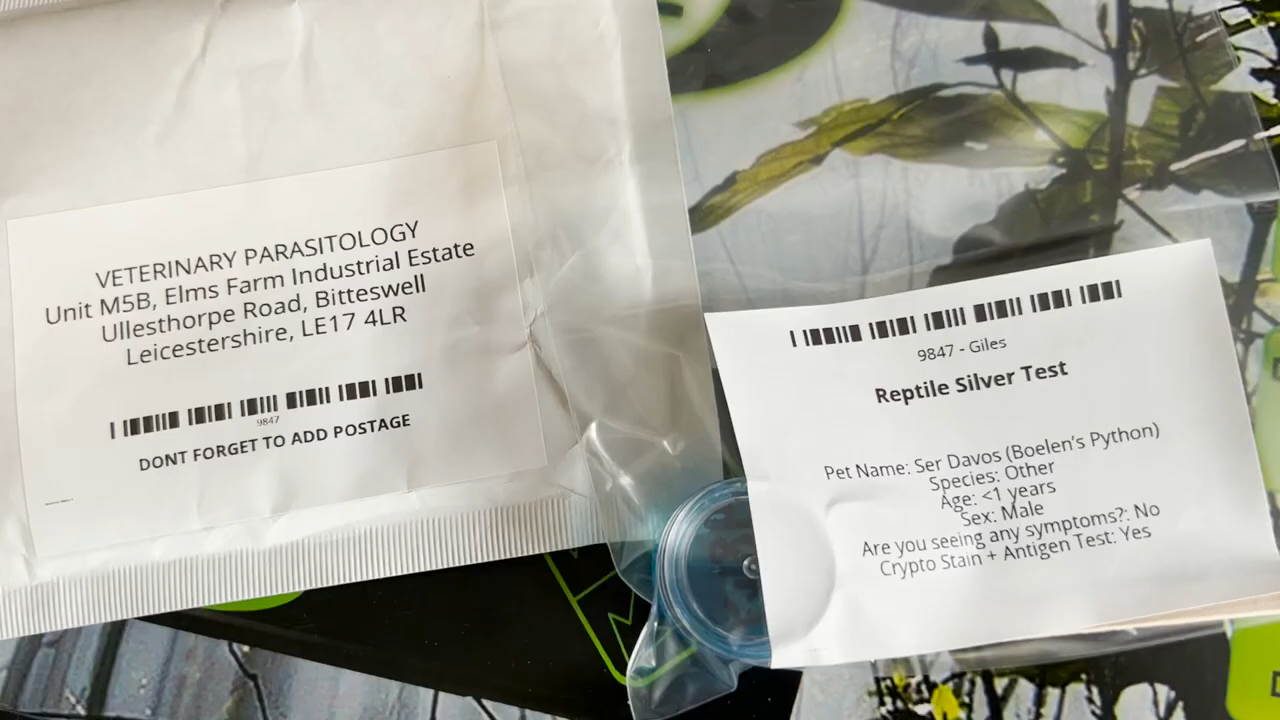 VETERINARY PARASITOLOGY
Unit M5B, Elms Farm Industrial Estate
Ullesthorpe Road, Bitteswell
Leicestershire, LE17 4LR
9847
DONT FORGET TO ADD POSTAGE
9847 - Giles
Reptile Silver Test
Pet Name: Ser Davos (Boelen's Python)
Species: Other
Age: <1 years
Sex: Male
Are you seeing any symptoms?: No
Crypto Stain + Antigen Test: Yes